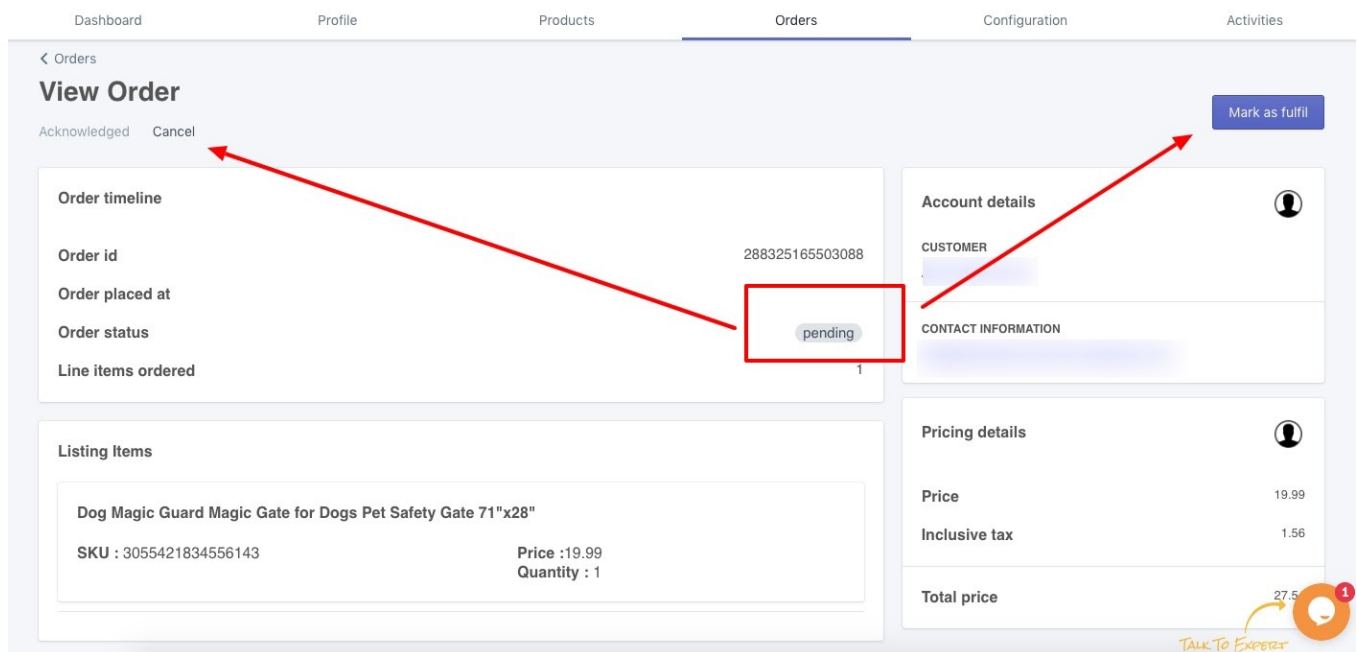 Dashboard Profile Products Orders Configuration Activities
Orders
View Order
Mark as fulfil
Acknowledged Cancel
Order timeline
Order id 288325165503088
Order placed at
Order status pending
Line items ordered 1
Account details
CUSTOMER
CONTACT INFORMATION
Listing Items
Dog Magic Guard Magic Gate for Dogs Pet Safety Gate 71"x28"
SKU : 3055421834556143 Price :19.99
Quantity : 1
Pricing details
Price 19.99
Inclusive tax 1.56
Total price
1
TALK TO EXPERT